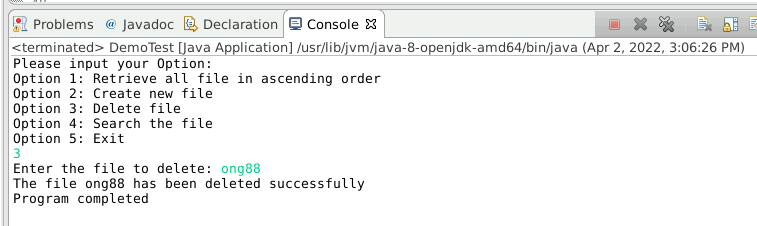 Problems @ Javadoc Declaration Console
<terminated> DemoTest [Java Application] /usr/lib/jvm/java-8-openjdk-amd64/bin/java (Apr 2, 2022, 3:06:26 PM)
Please input your Option:
Option 1: Retrieve all file in ascending order
Option 2: Create new file
Option 3: Delete file
Option 4: Search the file
Option 5: Exit
3
Enter the file to delete: ong88
The file ong88 has been deleted successfully
Program completed